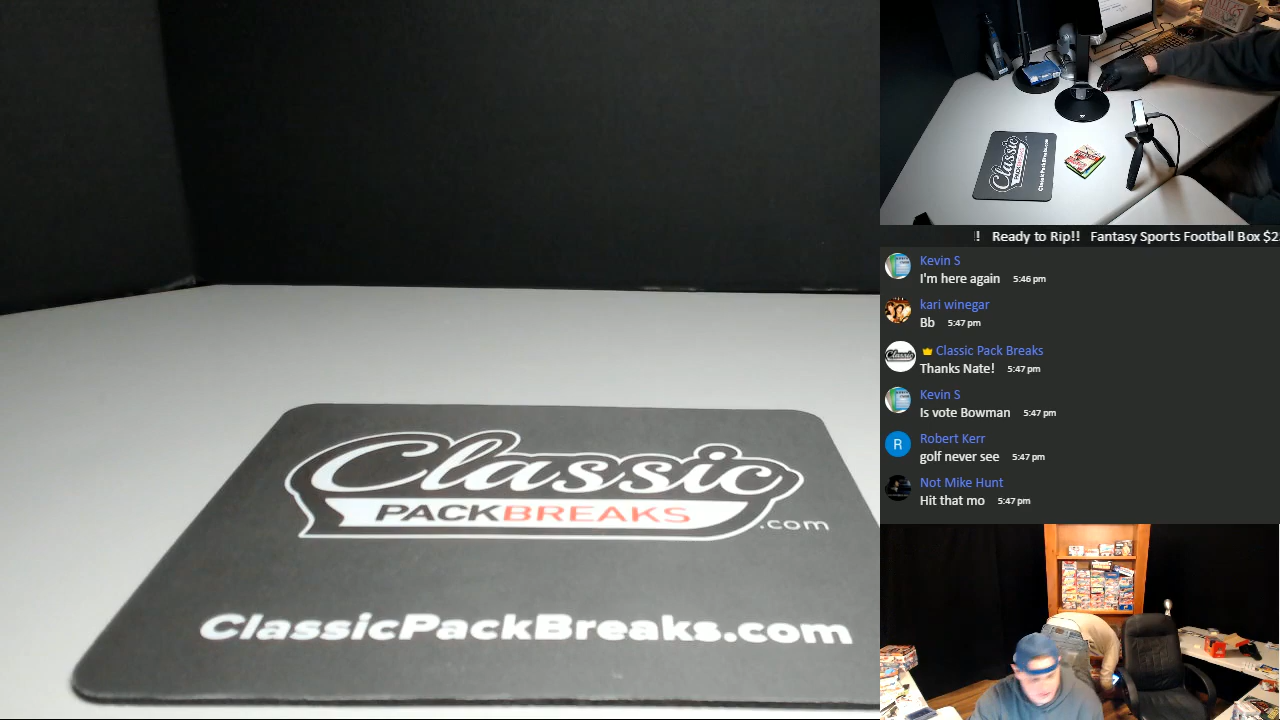 Classic
PACKBREAKS
.com
ClassicPackBreaks.com
Classic
! Ready to Rip!! Fantasy Sports Football Box $2
Kevin S
I'm here again 5:46 pm
kari winegar
Bb 5:47 pm
Classic Pack Breaks
Thanks Nate! 5:47 pm
Kevin S
Is vote Bowman 5:47 pm
R
Robert Kerr
golf never see 5:47 pm
Not Mike Hunt
Hit that mo 5:47 pm